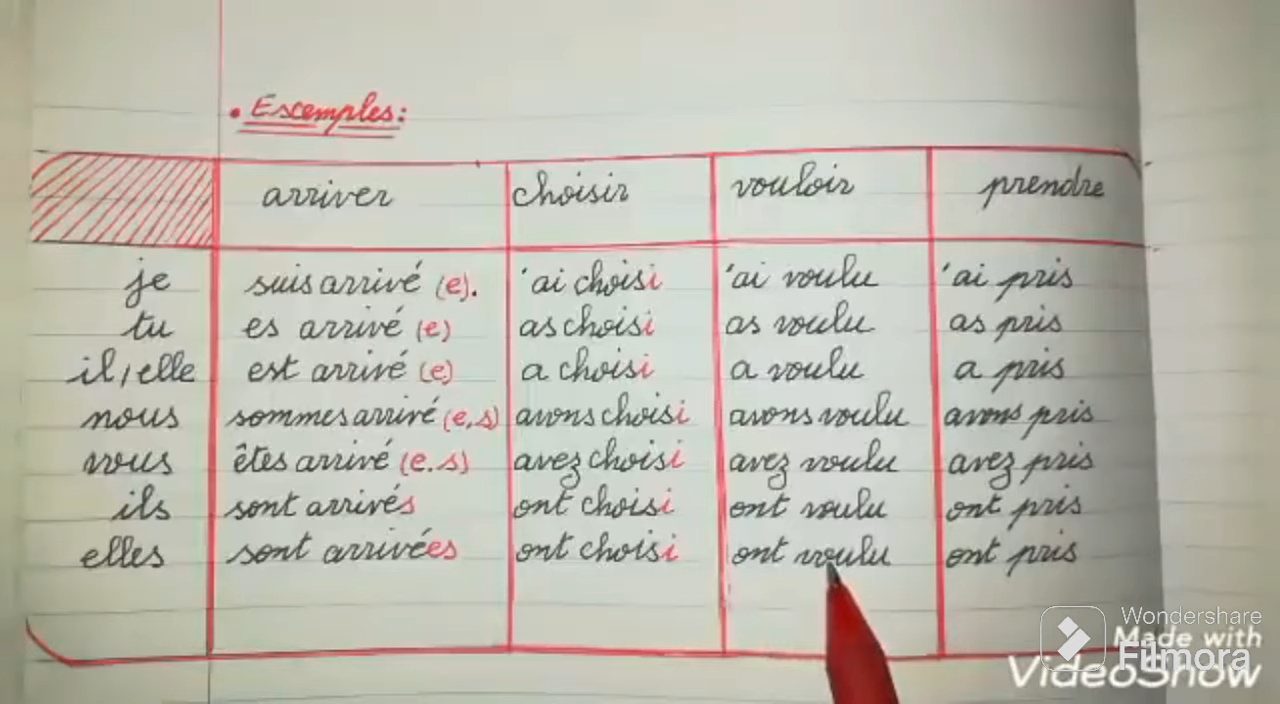 . Escemples:
arriver choisir vouloir prendre
je suis arrivé (e). 'ai choisi 'ai voulu 'ai pris
tu es arrivé (e) as choisi as voulu as pris
il/elle est arrivé (e) a choisi a voulu a pris
nous sommes arrivé (e.s) avons choisi avons voulu avons pris
vous êtes arrivé (e.s) avez choisi avez voulu avez pris
ils sont arrivés ont choisi ont voulu ont pris
elles sont arrivées ont choisi ont voulu ont pris
Wondershare
Filmora
Made with
VideoShow